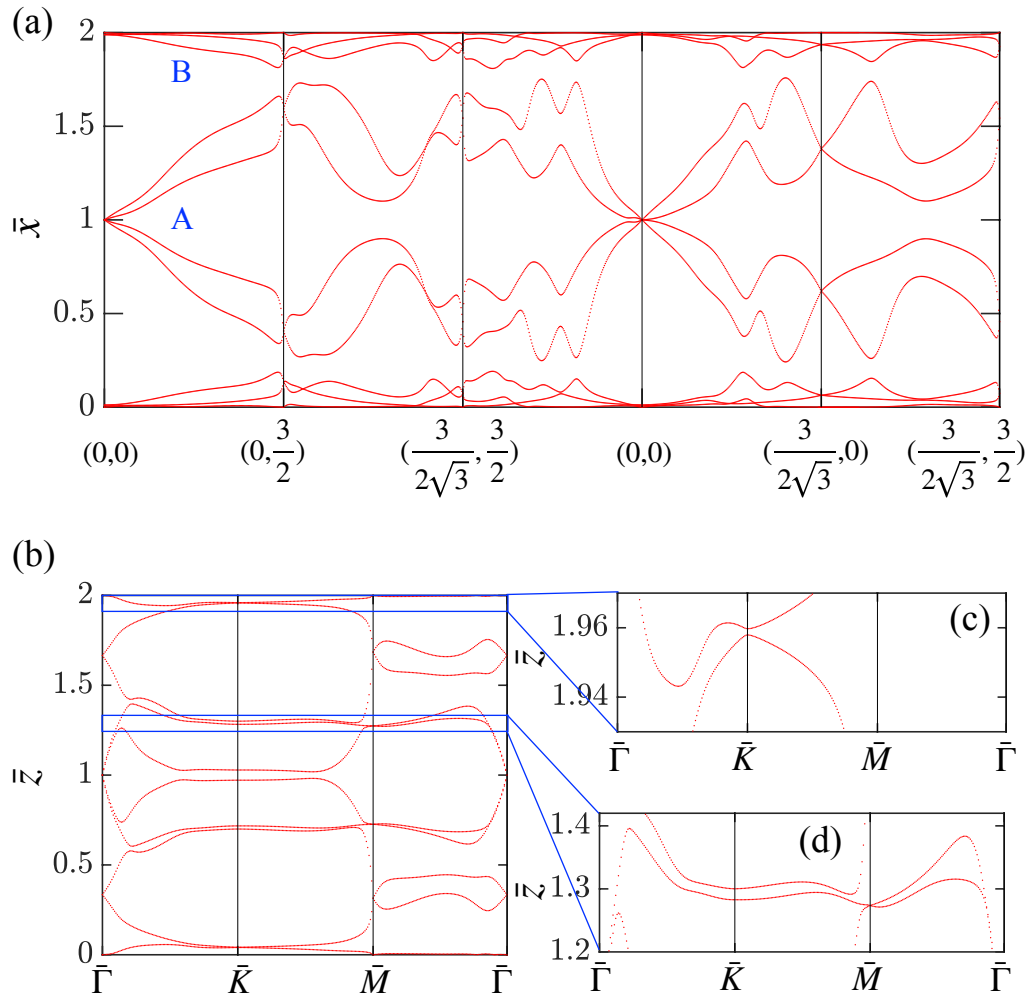 (a)
2
B
1.5
x̄ 1 A
0.5
0
(0,0) (0,3/2) (3/2√3,3/2) (0,0) (3/2√3,0) (3/2√3,3/2)
(b)
2
1.5
z̄ 1
0.5
0
Γ̄ K̄ M̄ Γ̄
(c)
1.96
z̄
1.94
Γ̄ K̄ M̄ Γ̄
(d)
1.4
z̄ 1.3
1.2
Γ̄ K̄ M̄ Γ̄